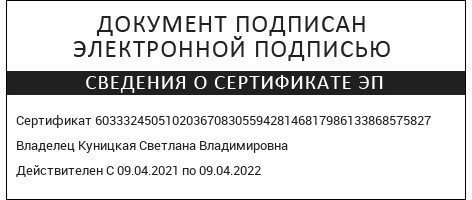 ДОКУМЕНТ ПОДПИСАН
ЭЛЕКТРОННОЙ ПОДПИСЬЮ
СВЕДЕНИЯ О СЕРТИФИКАТЕ ЭП
Сертификат 603332450510203670830559428146817986133868575827
Владелец Куницкая Светлана Владимировна
Действителен С 09.04.2021 по 09.04.2022